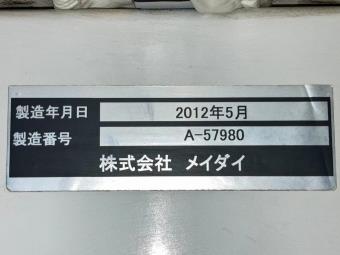 製造年月日 2012年5月
製造番号 A-57980
株式会社 メイダイ